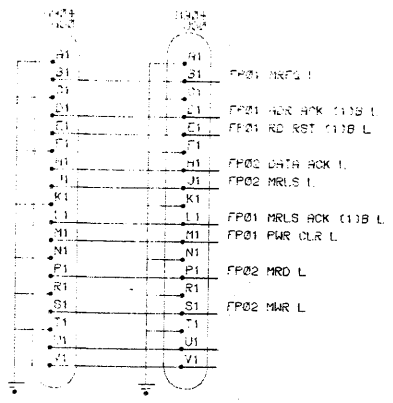 A1 A1
B1 B1 FP01 MREQ L
D1 D1 FP01 ADR ACK (1)B L
E1 E1 FP01 RD RST (1)B L
F1 F1
H1 H1 FP02 DATA ACK L
J1 J1 FP02 MRLS L
K1 K1
L1 L1 FP01 MRLS ACK (1)B L
M1 M1 FP01 PWR CLR L
N1 N1
P1 P1 FP02 MRD L
R1 R1
S1 S1 FP02 MWR L
T1 T1
U1 U1
V1 V1